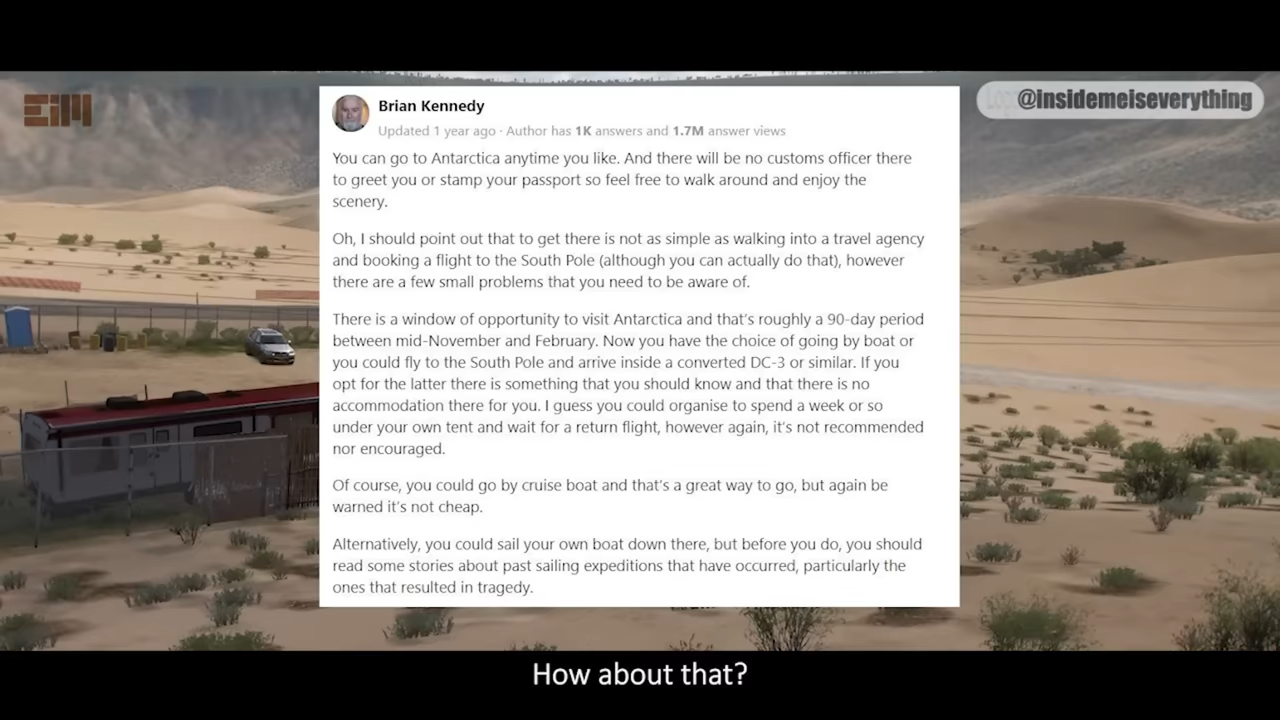 EiM
@insidemeiseverything
Brian Kennedy
Updated 1 year ago · Author has 1K answers and 1.7M answer views
You can go to Antarctica anytime you like. And there will be no customs officer there
to greet you or stamp your passport so feel free to walk around and enjoy the
scenery.
Oh, I should point out that to get there is not as simple as walking into a travel agency
and booking a flight to the South Pole (although you can actually do that), however
there are a few small problems that you need to be aware of.
There is a window of opportunity to visit Antarctica and that’s roughly a 90-day period
between mid-November and February. Now you have the choice of going by boat or
you could fly to the South Pole and arrive inside a converted DC-3 or similar. If you
opt for the latter there is something that you should know and that there is no
accommodation there for you. I guess you could organise to spend a week or so
under your own tent and wait for a return flight, however again, it’s not recommended
nor encouraged.
Of course, you could go by cruise boat and that’s a great way to go, but again be
warned it’s not cheap.
Alternatively, you could sail your own boat down there, but before you do, you should
read some stories about past sailing expeditions that have occurred, particularly the
ones that resulted in tragedy.
How about that?